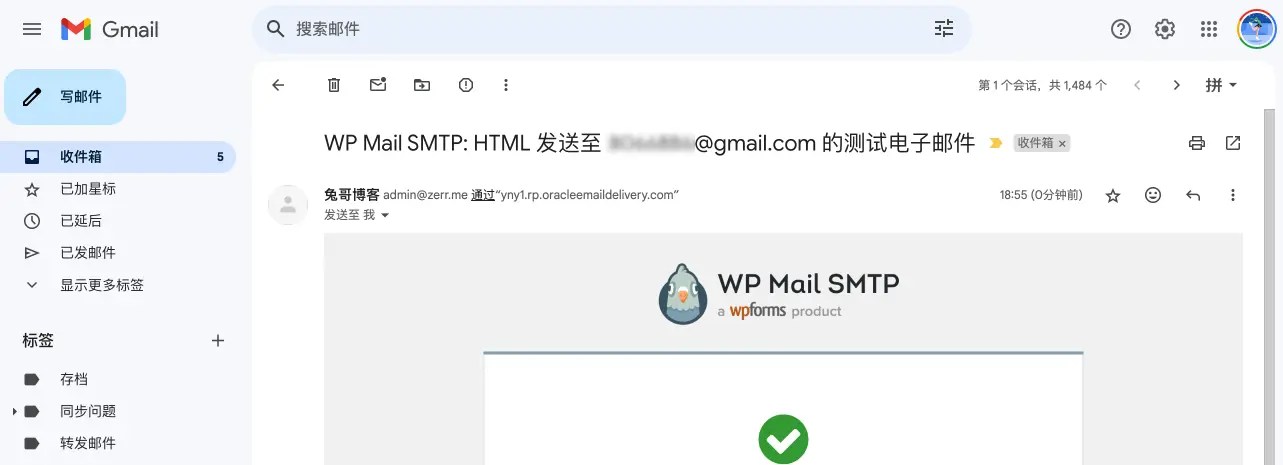 Gmail
搜索邮件
写邮件
第 1 个会话，共 1,484 个
拼
WP Mail SMTP: HTML 发送至 @gmail.com 的测试电子邮件
收件箱 ×
收件箱 5
已加星标
已延后
已发邮件
显示更多标签
兔哥博客 admin@zerr.me 通过“yny1.rp.oracleemaildelivery.com”
18:55 (0分钟前)
发送至 我
WP Mail SMTP
a wpforms product
标签
存档
同步问题
转发邮件